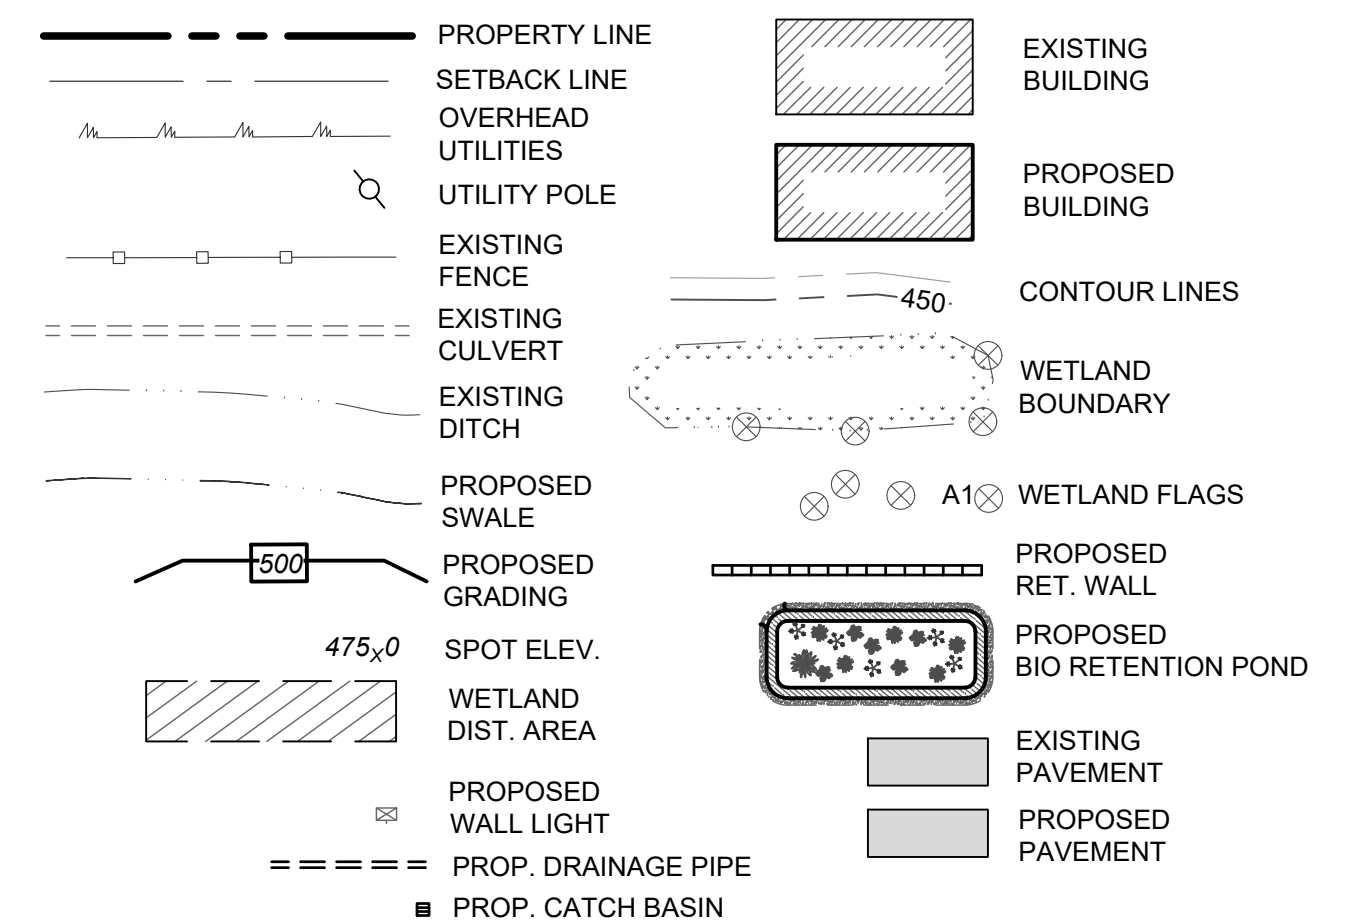 PROPERTY LINE
SETBACK LINE
OVERHEAD
UTILITIES
UTILITY POLE
EXISTING
FENCE
EXISTING
CULVERT
EXISTING
DITCH
PROPOSED
SWALE
500
PROPOSED
GRADING
475x0
SPOT ELEV.
WETLAND
DIST. AREA
PROPOSED
WALL LIGHT
PROP. DRAINAGE PIPE
PROP. CATCH BASIN
EXISTING
BUILDING
PROPOSED
BUILDING
450
CONTOUR LINES
WETLAND
BOUNDARY
A1
WETLAND FLAGS
PROPOSED
RET. WALL
PROPOSED
BIO RETENTION POND
EXISTING
PAVEMENT
PROPOSED
PAVEMENT